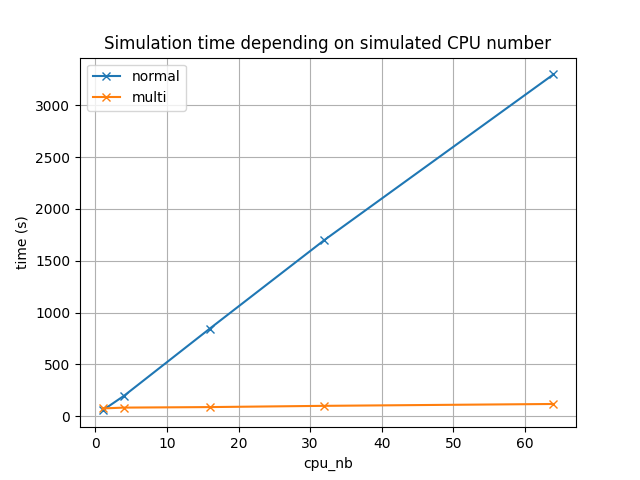 Simulation time depending on simulated CPU number
normal
multi
3000
2500
2000
1500
1000
500
0
time (s)
0 10 20 30 40 50 60
cpu_nb